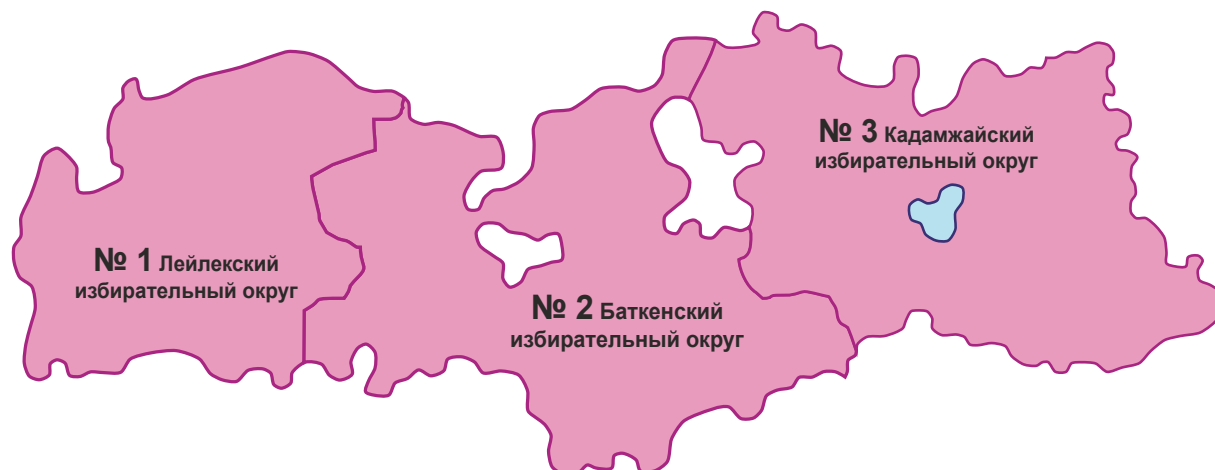 № 1 Лейлекский
избирательный округ
№ 2 Баткенский
избирательный округ
№ 3 Кадамжайский
избирательный округ